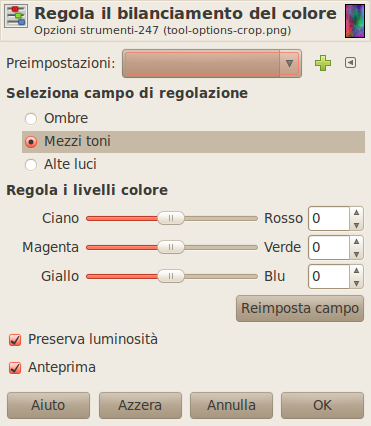 Regola il bilanciamento del colore
Opzioni strumenti-247 (tool-options-crop.png)
Preimpostazioni:
Seleziona campo di regolazione
Ombre
Mezzi toni
Alte luci
Regola i livelli colore
Ciano Rosso 0
Magenta Verde 0
Giallo Blu 0
Reimposta campo
Preserva luminosità
Anteprima
Aiuto Azzera Annulla OK